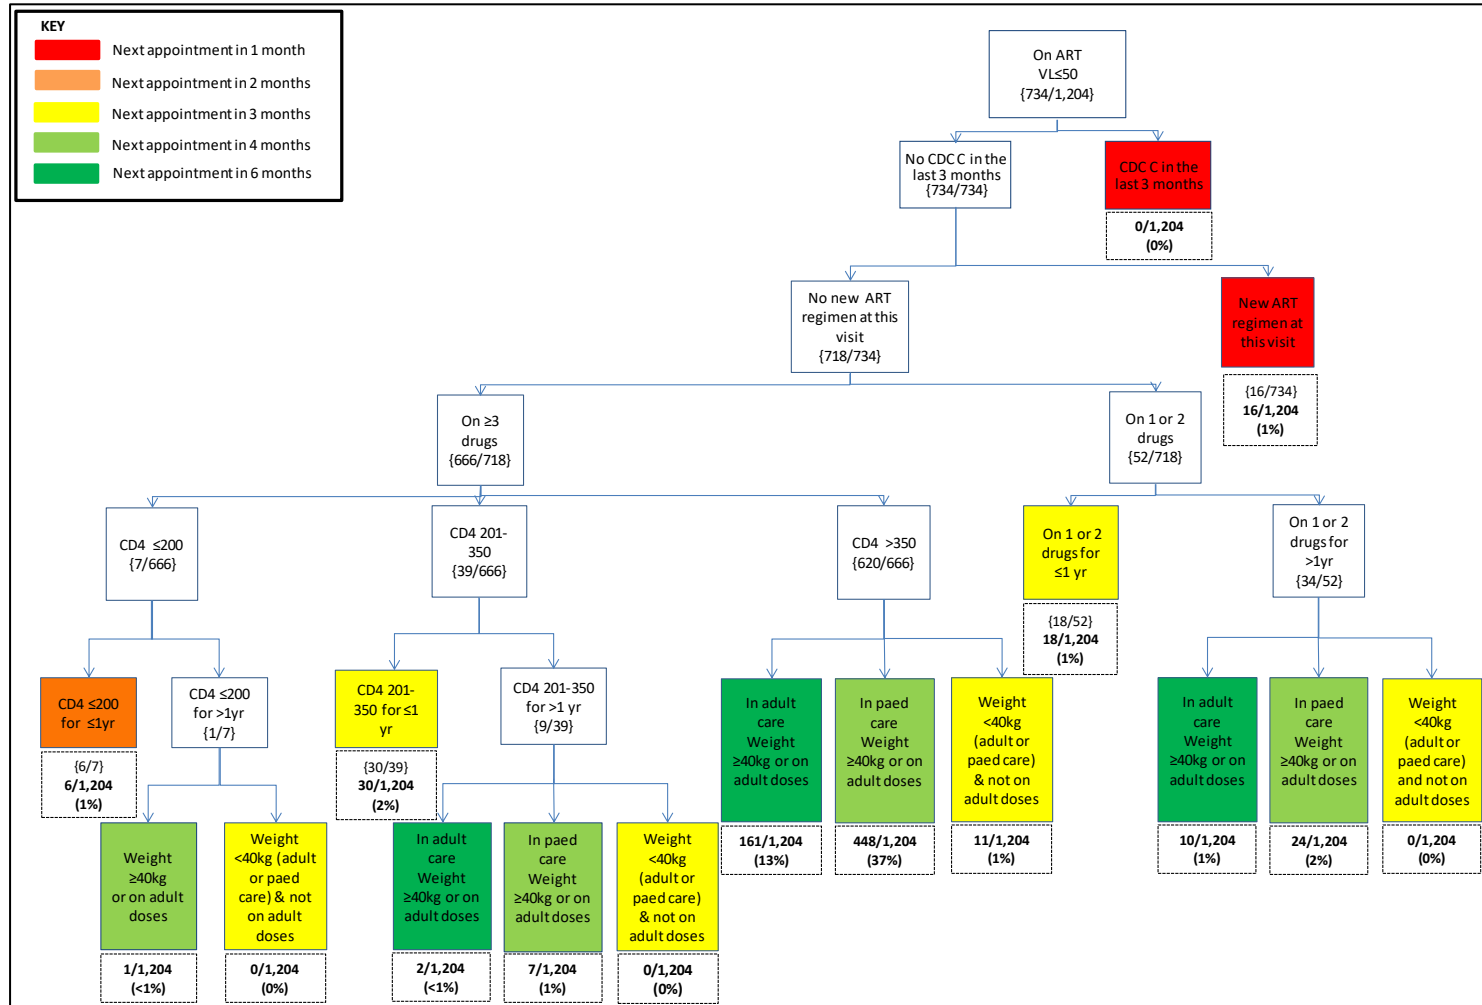 KEY
Next appointment in 1 month
Next appointment in 2 months
Next appointment in 3 months
Next appointment in 4 months
Next appointment in 6 months
On ART
VL≤50
{734/1,204}
No CDC C in the
last 3 months
{734/734}
CDC C in the
last 3 months
0/1,204
(0%)
No new ART
regimen at this
visit
{718/734}
New ART
regimen at
this visit
{16/734}
16/1,204
(1%)
On ≥3
drugs
{666/718}
On 1 or 2
drugs
{52/718}
CD4 ≤200
{7/666}
CD4 201-
350
{39/666}
CD4 >350
{620/666}
On 1 or 2
drugs for
≤1 yr
{18/52}
18/1,204
(1%)
On 1 or 2
drugs for
>1yr
{34/52}
CD4 ≤200
for ≤1yr
{6/7}
6/1,204
(1%)
CD4 ≤200
for >1yr
{1/7}
CD4 201-
350 for ≤1
yr
{30/39}
30/1,204
(2%)
CD4 201-350
for >1 yr
{9/39}
In adult
care
Weight
≥40kg or on
adult doses
161/1,204
(13%)
In paed
care
Weight
≥40kg or on
adult doses
448/1,204
(37%)
Weight
<40kg
(adult or
paed care)
& not on
adult doses
11/1,204
(1%)
In adult
care
Weight
≥40kg or on
adult doses
10/1,204
(1%)
In paed
care
Weight
≥40kg or on
adult doses
24/1,204
(2%)
Weight
<40kg
(adult or
paed care)
and not on
adult doses
0/1,204
(0%)
Weight
≥40kg
or on adult
doses
1/1,204
(<1%)
Weight
<40kg (adult
or paed
care) & not
on adult
doses
0/1,204
(0%)
In adult
care
Weight
≥40kg or on
adult doses
2/1,204
(<1%)
In paed
care
Weight
≥40kg or on
adult doses
7/1,204
(1%)
Weight
<40kg
(adult or
paed care)
& not on
adult doses
0/1,204
(0%)